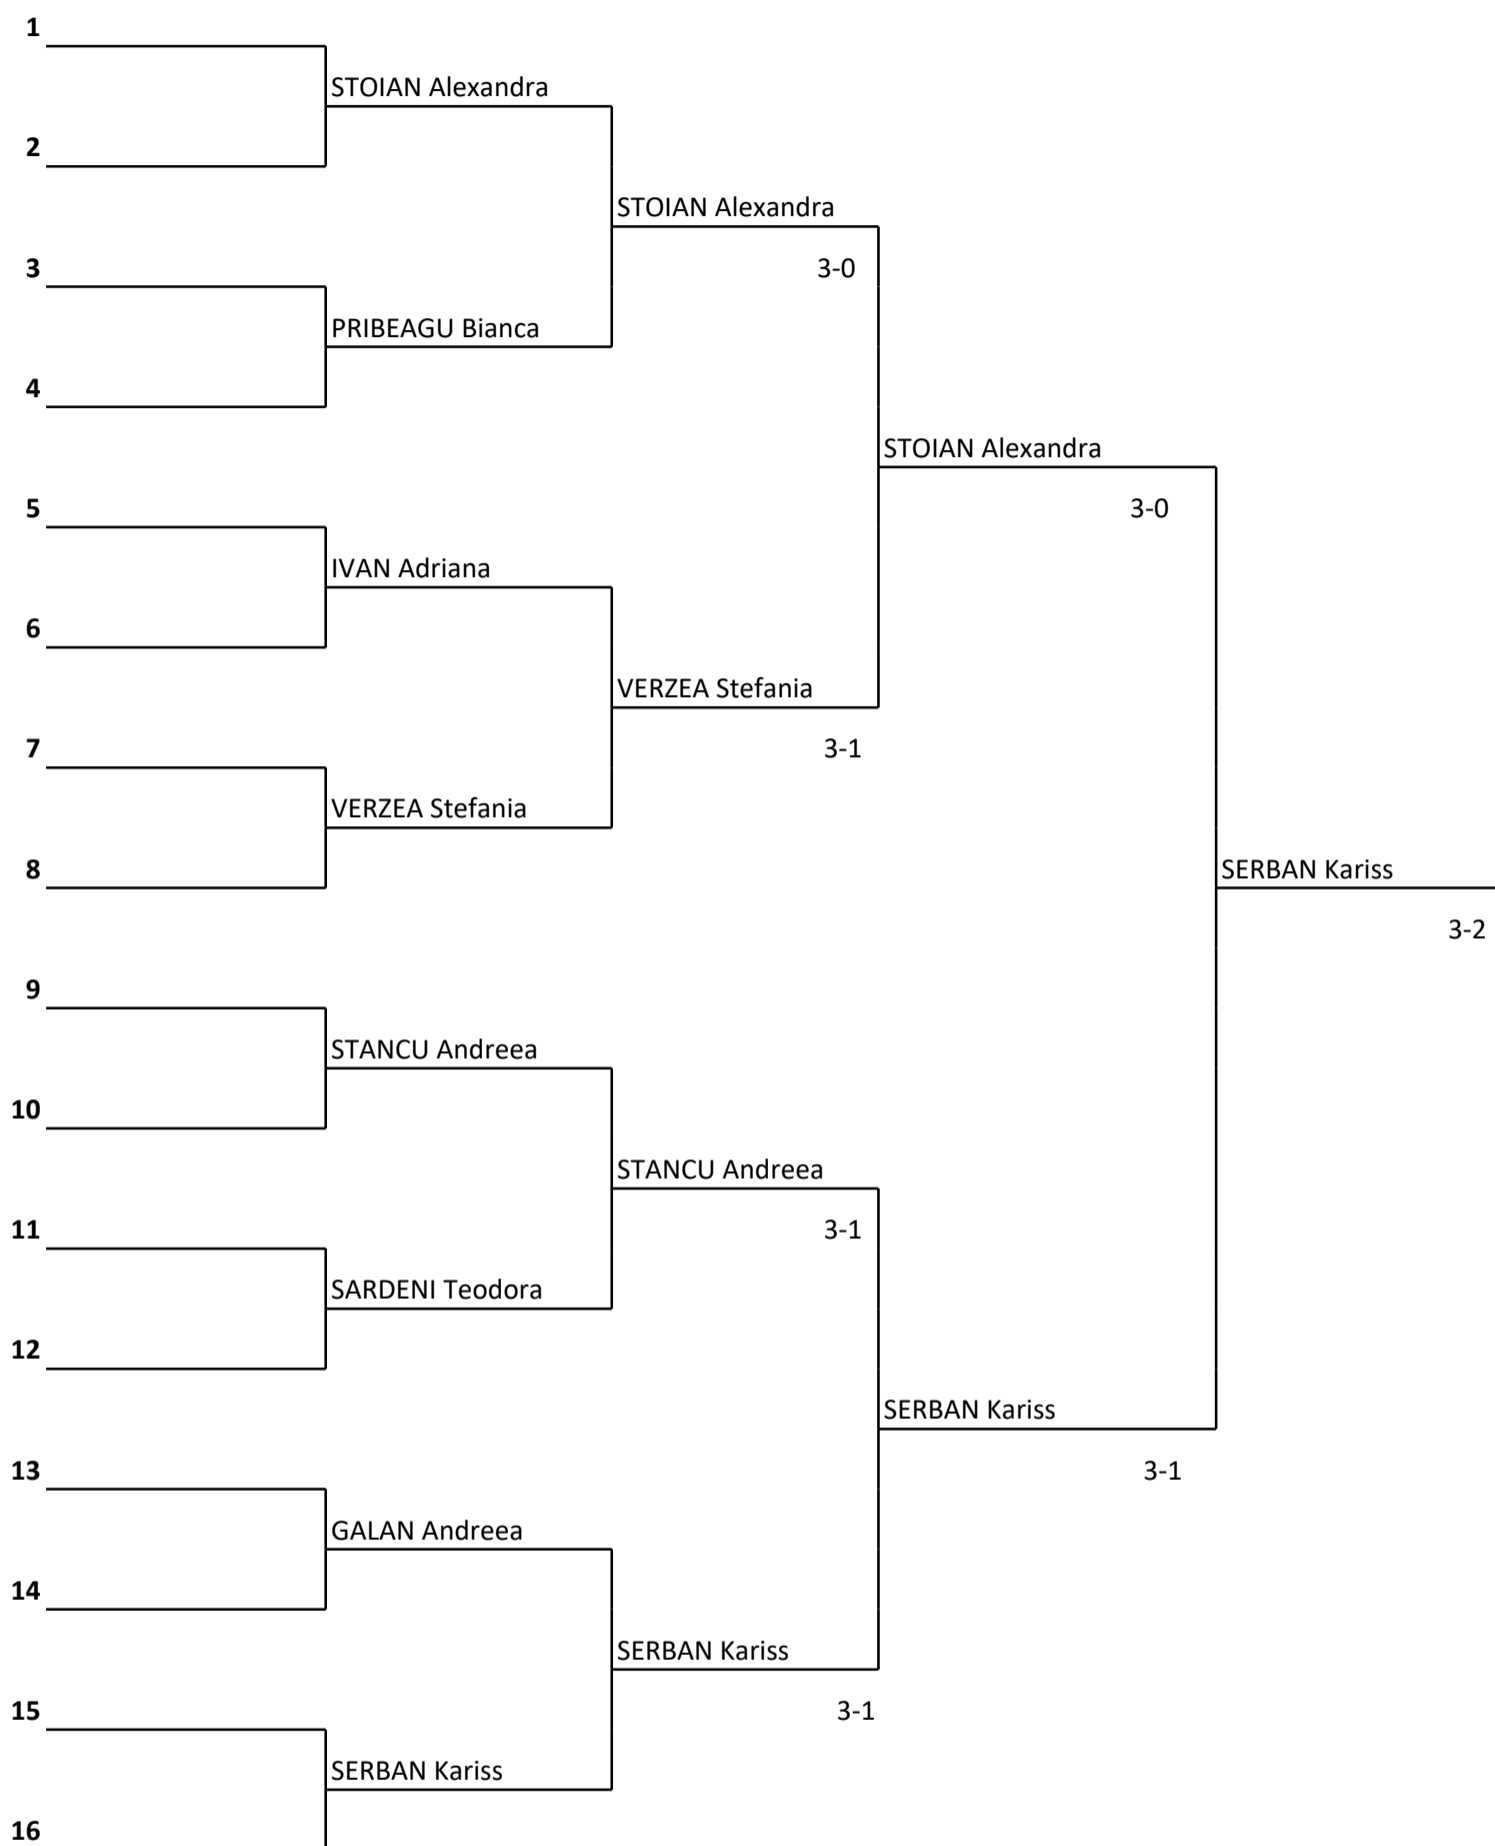 1
STOIAN Alexandra
2
STOIAN Alexandra
3
3-0
PRIBEAGU Bianca
4
STOIAN Alexandra
5
3-0
IVAN Adriana
6
VERZEA Stefania
7
3-1
VERZEA Stefania
8
SERBAN Kariss
3-2
9
STANCU Andreea
10
STANCU Andreea
11
3-1
SARDENI Teodora
12
SERBAN Kariss
13
3-1
GALAN Andreea
14
SERBAN Kariss
15
3-1
SERBAN Kariss
16